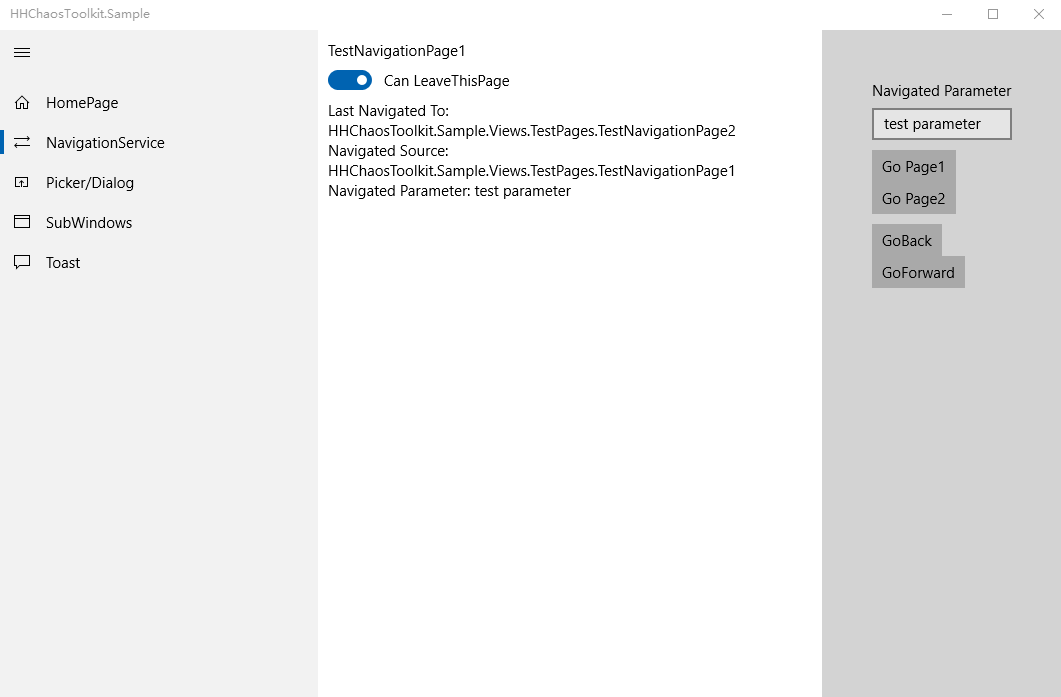 HHChaosToolkit.Sample
HomePage
NavigationService
Picker/Dialog
SubWindows
Toast
TestNavigationPage1
Can LeaveThisPage
Last Navigated To:
HHChaosToolkit.Sample.Views.TestPages.TestNavigationPage2
Navigated Source:
HHChaosToolkit.Sample.Views.TestPages.TestNavigationPage1
Navigated Parameter: test parameter
Navigated Parameter
test parameter
Go Page1
Go Page2
GoBack
GoForward